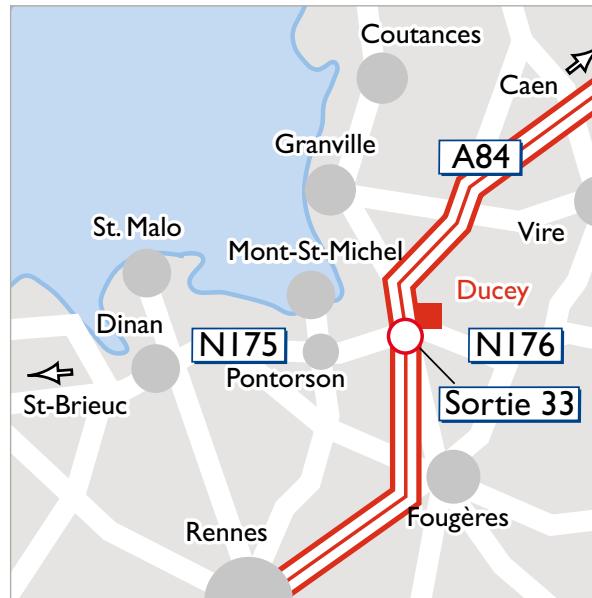 Coutances
Caen
Granville
A84
St. Malo
Mont-St-Michel
Vire
Ducey
Dinan
N175
N176
Pontorson
St-Brieuc
Sortie 33
Rennes
Fougères